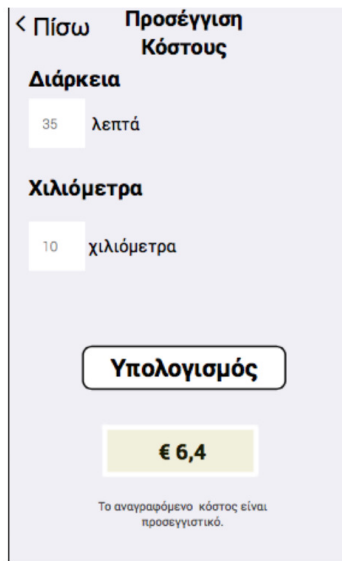 < Πίσω
Προσέγγιση
Κόστους
Διάρκεια
35 λεπτά
Χιλιόμετρα
10 χιλιόμετρα
Υπολογισμός
€ 6,4
Το αναγραφόμενο κόστος είναι
προσεγγιστικό.